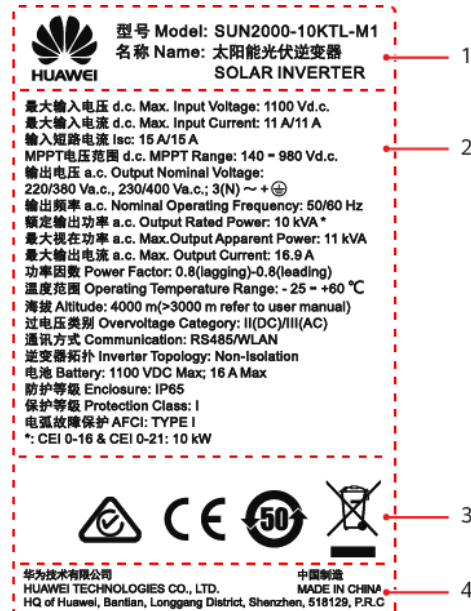 型号 Model: SUN2000-10KTL-M1
名称 Name: 太阳能光伏逆变器
SOLAR INVERTER
HUAWEI
1
最大输入电压 d.c. Max. Input Voltage: 1100 Vd.c.
最大输入电流 d.c. Max. Input Current: 11 A/11 A
输入短路电流 Isc: 15 A/15 A
MPPT电压范围 d.c. MPPT Range: 140 - 980 Vd.c.
输出电压 a.c. Output Nominal Voltage:
220/380 Va.c., 230/400 Va.c.; 3(N) ~ + ⏚
输出频率 a.c. Nominal Operating Frequency: 50/60 Hz
额定输出功率 a.c. Output Rated Power: 10 kVA *
最大视在功率 a.c. Max.Output Apparent Power: 11 kVA
最大输出电流 a.c. Max. Output Current: 16.9 A
功率因数 Power Factor: 0.8(lagging)-0.8(leading)
温度范围 Operating Temperature Range: - 25 - +60 ℃
海拔 Altitude: 4000 m(>3000 m refer to user manual)
过电压类别 Overvoltage Category: II(DC)/III(AC)
通讯方式 Communication: RS485/WLAN
逆变器拓扑 Inverter Topology: Non-Isolation
电池 Battery: 1100 VDC Max; 16 A Max
防护等级 Enclosure: IP65
保护等级 Protection Class: I
电弧故障保护 AFCI: TYPE I
*: CEI 0-16 & CEI 0-21: 10 kW
2
CE
50
3
华为技术有限公司 中国制造
HUAWEI TECHNOLOGIES CO., LTD. MADE IN CHINA
HQ of Huawei, Bantian, Longgang District, Shenzhen, 518129, P.R.C
4